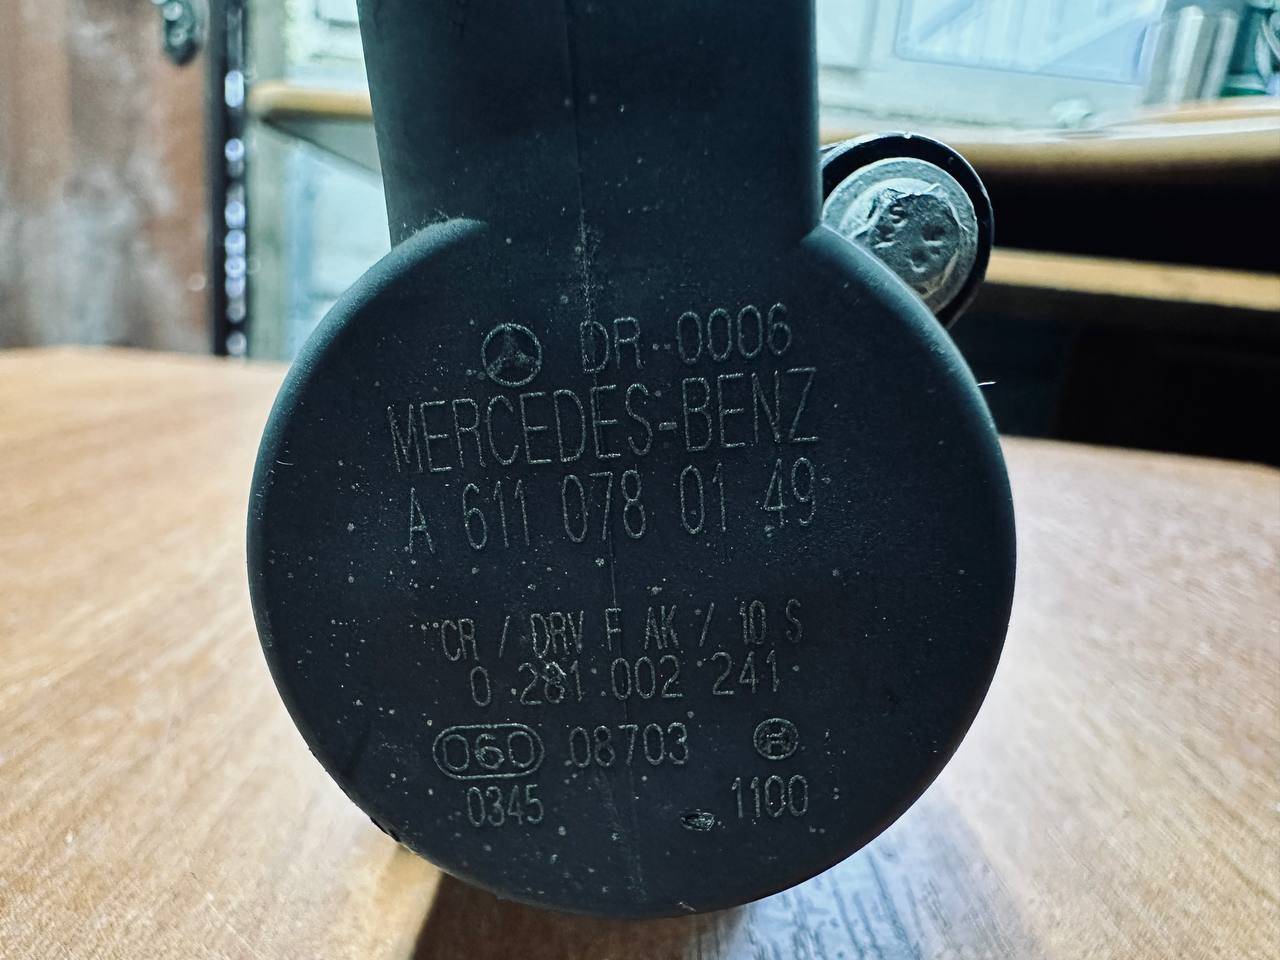 DR-0006
MERCEDES-BENZ
A 611 078 01 49
CR / DRV F AK / 10 S
0 281 002 241
060 08703 H
0345 1100